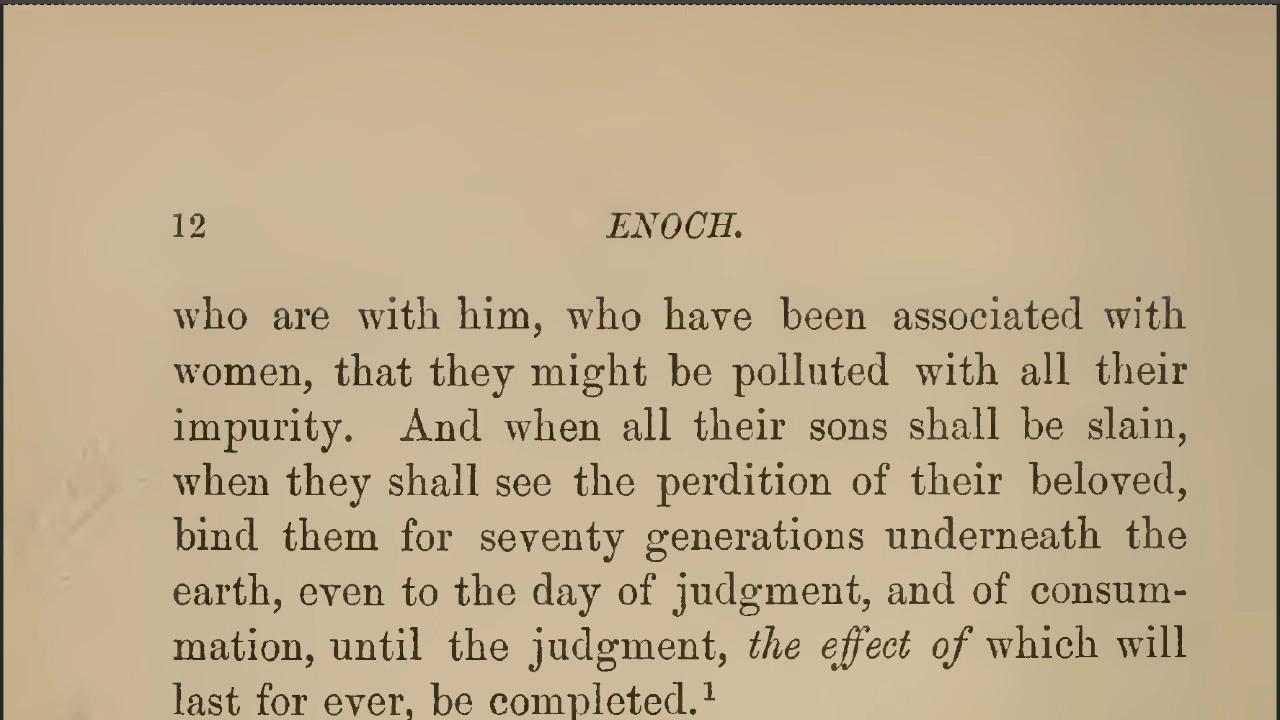 12 ENOCH.
who are with him, who have been associated with
women, that they might be polluted with all their
impurity. And when all their sons shall be slain,
when they shall see the perdition of their beloved,
bind them for seventy generations underneath the
earth, even to the day of judgment, and of consum-
mation, until the judgment, the effect of which will
last for ever, be completed.¹